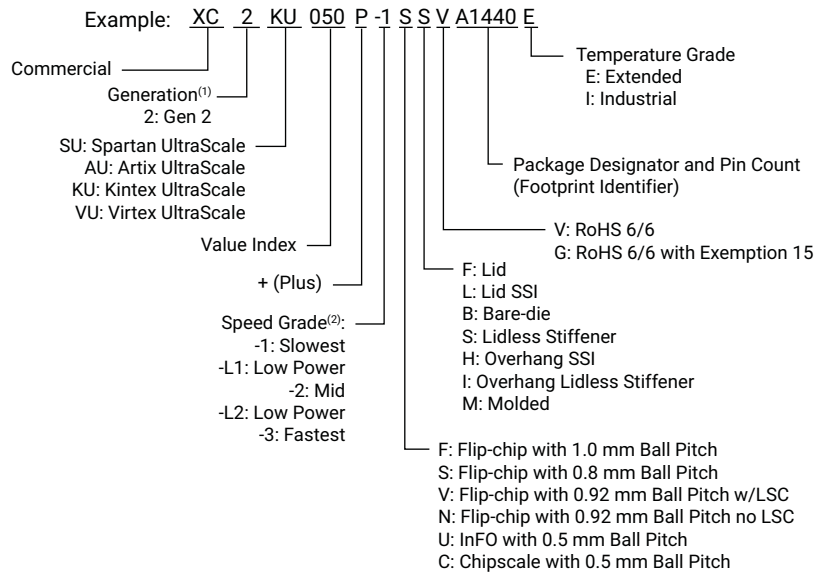 Example: XC 2 KU 050 P -1 S S V A1440 E
Commercial
Generation(1)
2: Gen 2
SU: Spartan UltraScale
AU: Artix UltraScale
KU: Kintex UltraScale
VU: Virtex UltraScale
Value Index
+ (Plus)
Speed Grade(2):
-1: Slowest
-L1: Low Power
-2: Mid
-L2: Low Power
-3: Fastest
Temperature Grade
E: Extended
I: Industrial
Package Designator and Pin Count
(Footprint Identifier)
V: RoHS 6/6
G: RoHS 6/6 with Exemption 15
F: Lid
L: Lid SSI
B: Bare-die
S: Lidless Stiffener
H: Overhang SSI
I: Overhang Lidless Stiffener
M: Molded
F: Flip-chip with 1.0 mm Ball Pitch
S: Flip-chip with 0.8 mm Ball Pitch
V: Flip-chip with 0.92 mm Ball Pitch w/LSC
N: Flip-chip with 0.92 mm Ball Pitch no LSC
U: InFO with 0.5 mm Ball Pitch
C: Chipscale with 0.5 mm Ball Pitch